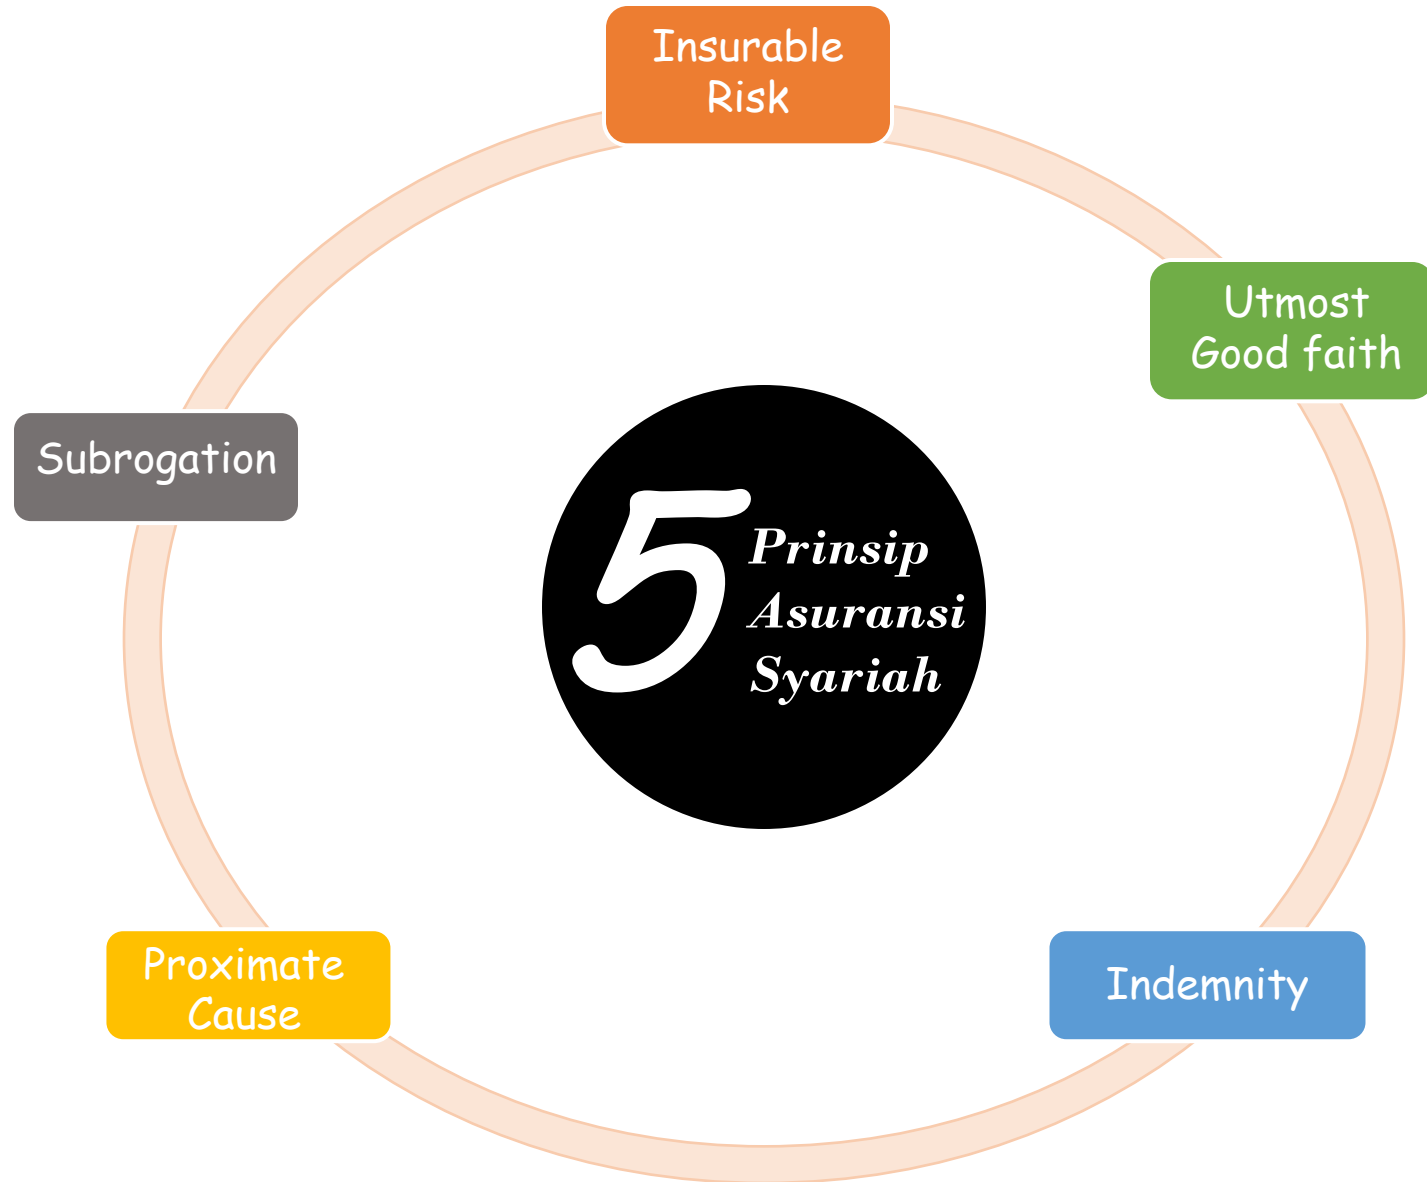 Insurable
Risk
Utmost
Good faith
Subrogation
5 Prinsip
Asuransi
Syariah
Proximate
Cause
Indemnity